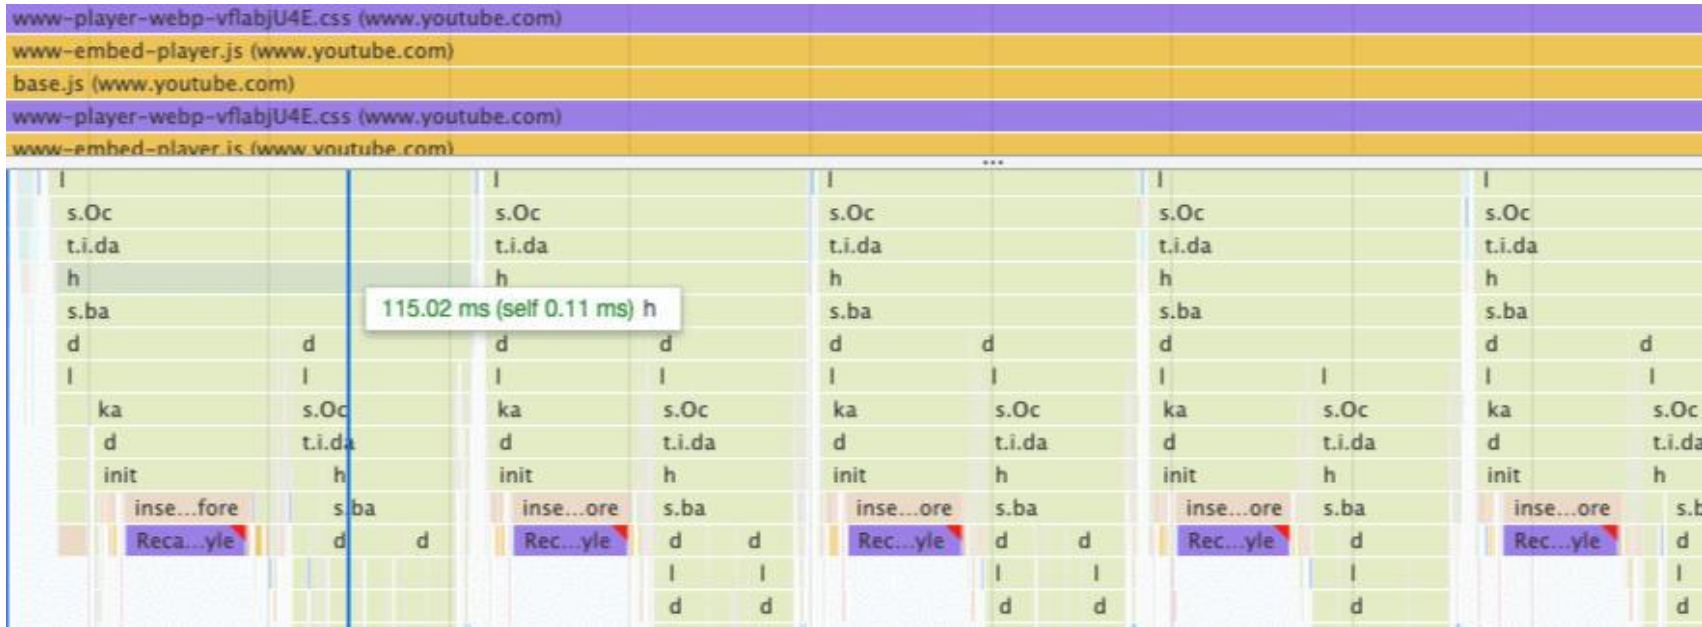 www-player-webp-vflabjU4E.css (www.youtube.com)
www-embed-player.js (www.youtube.com)
base.js (www.youtube.com)
www-player-webp-vflabjU4E.css (www.youtube.com)
www-embed-player.js (www.youtube.com)
...
l l l l l
s.Oc s.Oc s.Oc s.Oc s.Oc
t.i.da t.i.da t.i.da t.i.da t.i.da
h h h h h
s.ba 115.02 ms (self 0.11 ms) h s.ba s.ba s.ba
d d d d d d d d d
l l l l l l l l l l
ka s.Oc ka s.Oc ka s.Oc ka s.Oc ka s.Oc
d t.i.da d t.i.da d t.i.da d t.i.da d t.i.da
init h init h init h init h init h
inse...fore s.ba inse...ore s.ba inse...ore s.ba inse...ore s.ba inse...ore s.b
Reca...yle d d Rec...yle d d Rec...yle d d Rec...yle d Rec...yle d
l l l l l l
d d d d d d